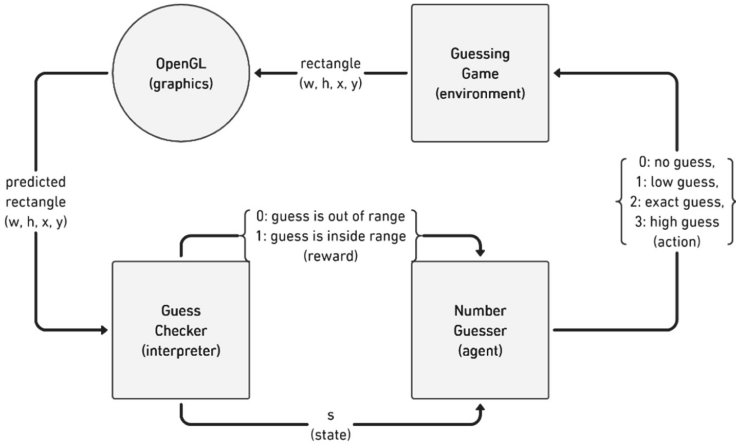 OpenGL
(graphics)
rectangle
(w, h, x, y)
Guessing
Game
(environment)
predicted
rectangle
(w, h, x, y)
0: no guess,
1: low guess,
2: exact guess,
3: high guess
(action)
0: guess is out of range
1: guess is inside range
(reward)
Guess
Checker
(interpreter)
Number
Guesser
(agent)
s
(state)